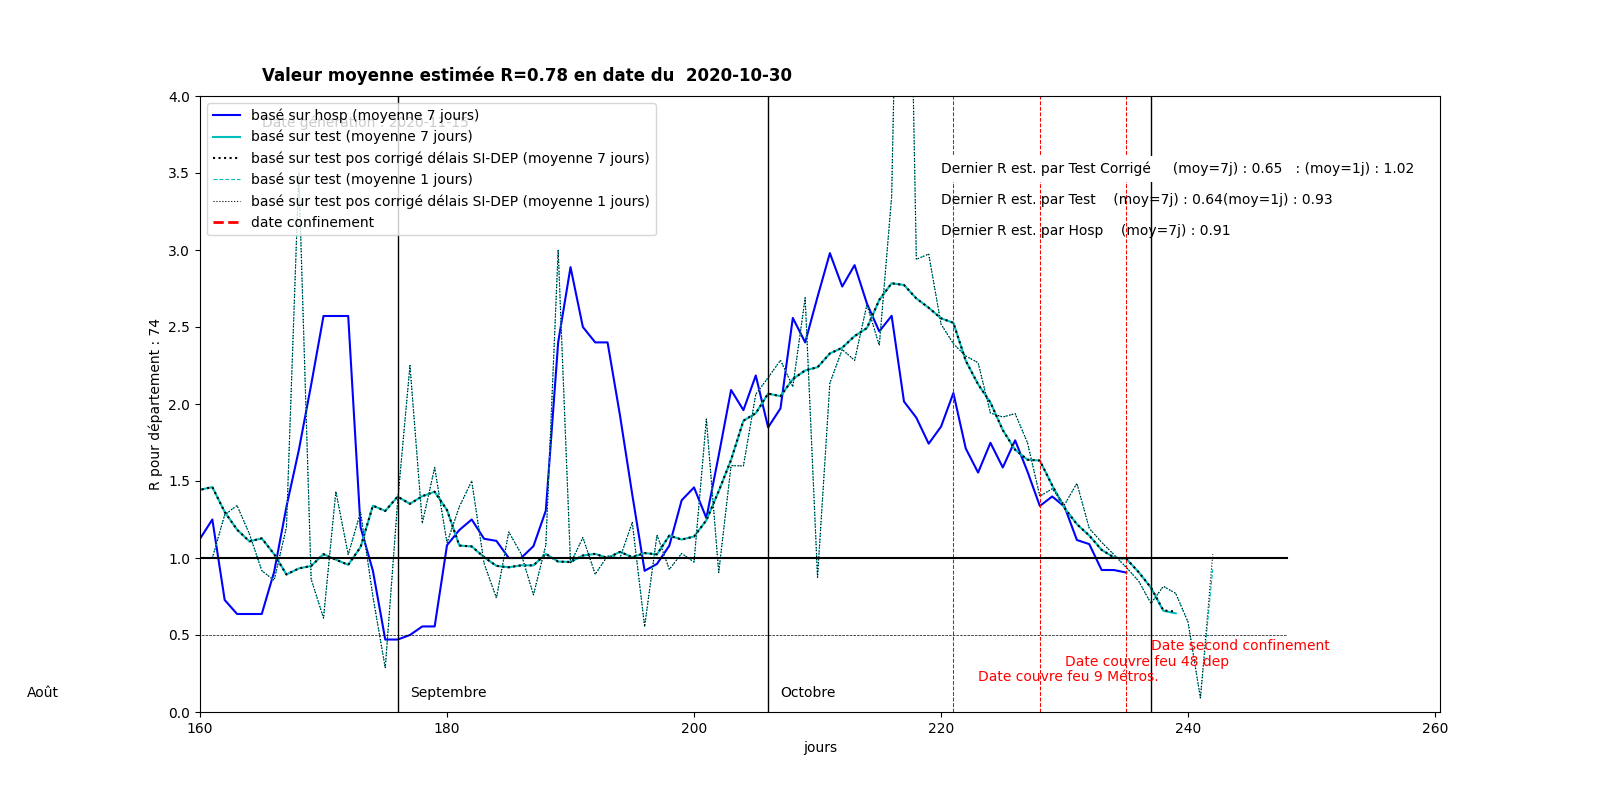 Valeur moyenne estimée R=0.78 en date du  2020-10-30
Date génération : 2020-11-15
basé sur hosp (moyenne 7 jours)
basé sur test (moyenne 7 jours)
basé sur test pos corrigé délais SI-DEP (moyenne 7 jours)
basé sur test (moyenne 1 jours)
basé sur test pos corrigé délais SI-DEP (moyenne 1 jours)
date confinement
Dernier R est. par Test Corrigé     (moy=7j) : 0.65   : (moy=1j) : 1.02
Dernier R est. par Test    (moy=7j) : 0.64(moy=1j) : 0.93
Dernier R est. par Hosp    (moy=7j) : 0.91
R pour département : 74
4.0
3.5
3.0
2.5
2.0
1.5
1.0
0.5
0.0
Date second confinement
Date couvre feu 48 dep
Date couvre feu 9 Métros.
Août
Septembre
Octobre
160
180
200
220
240
260
jours